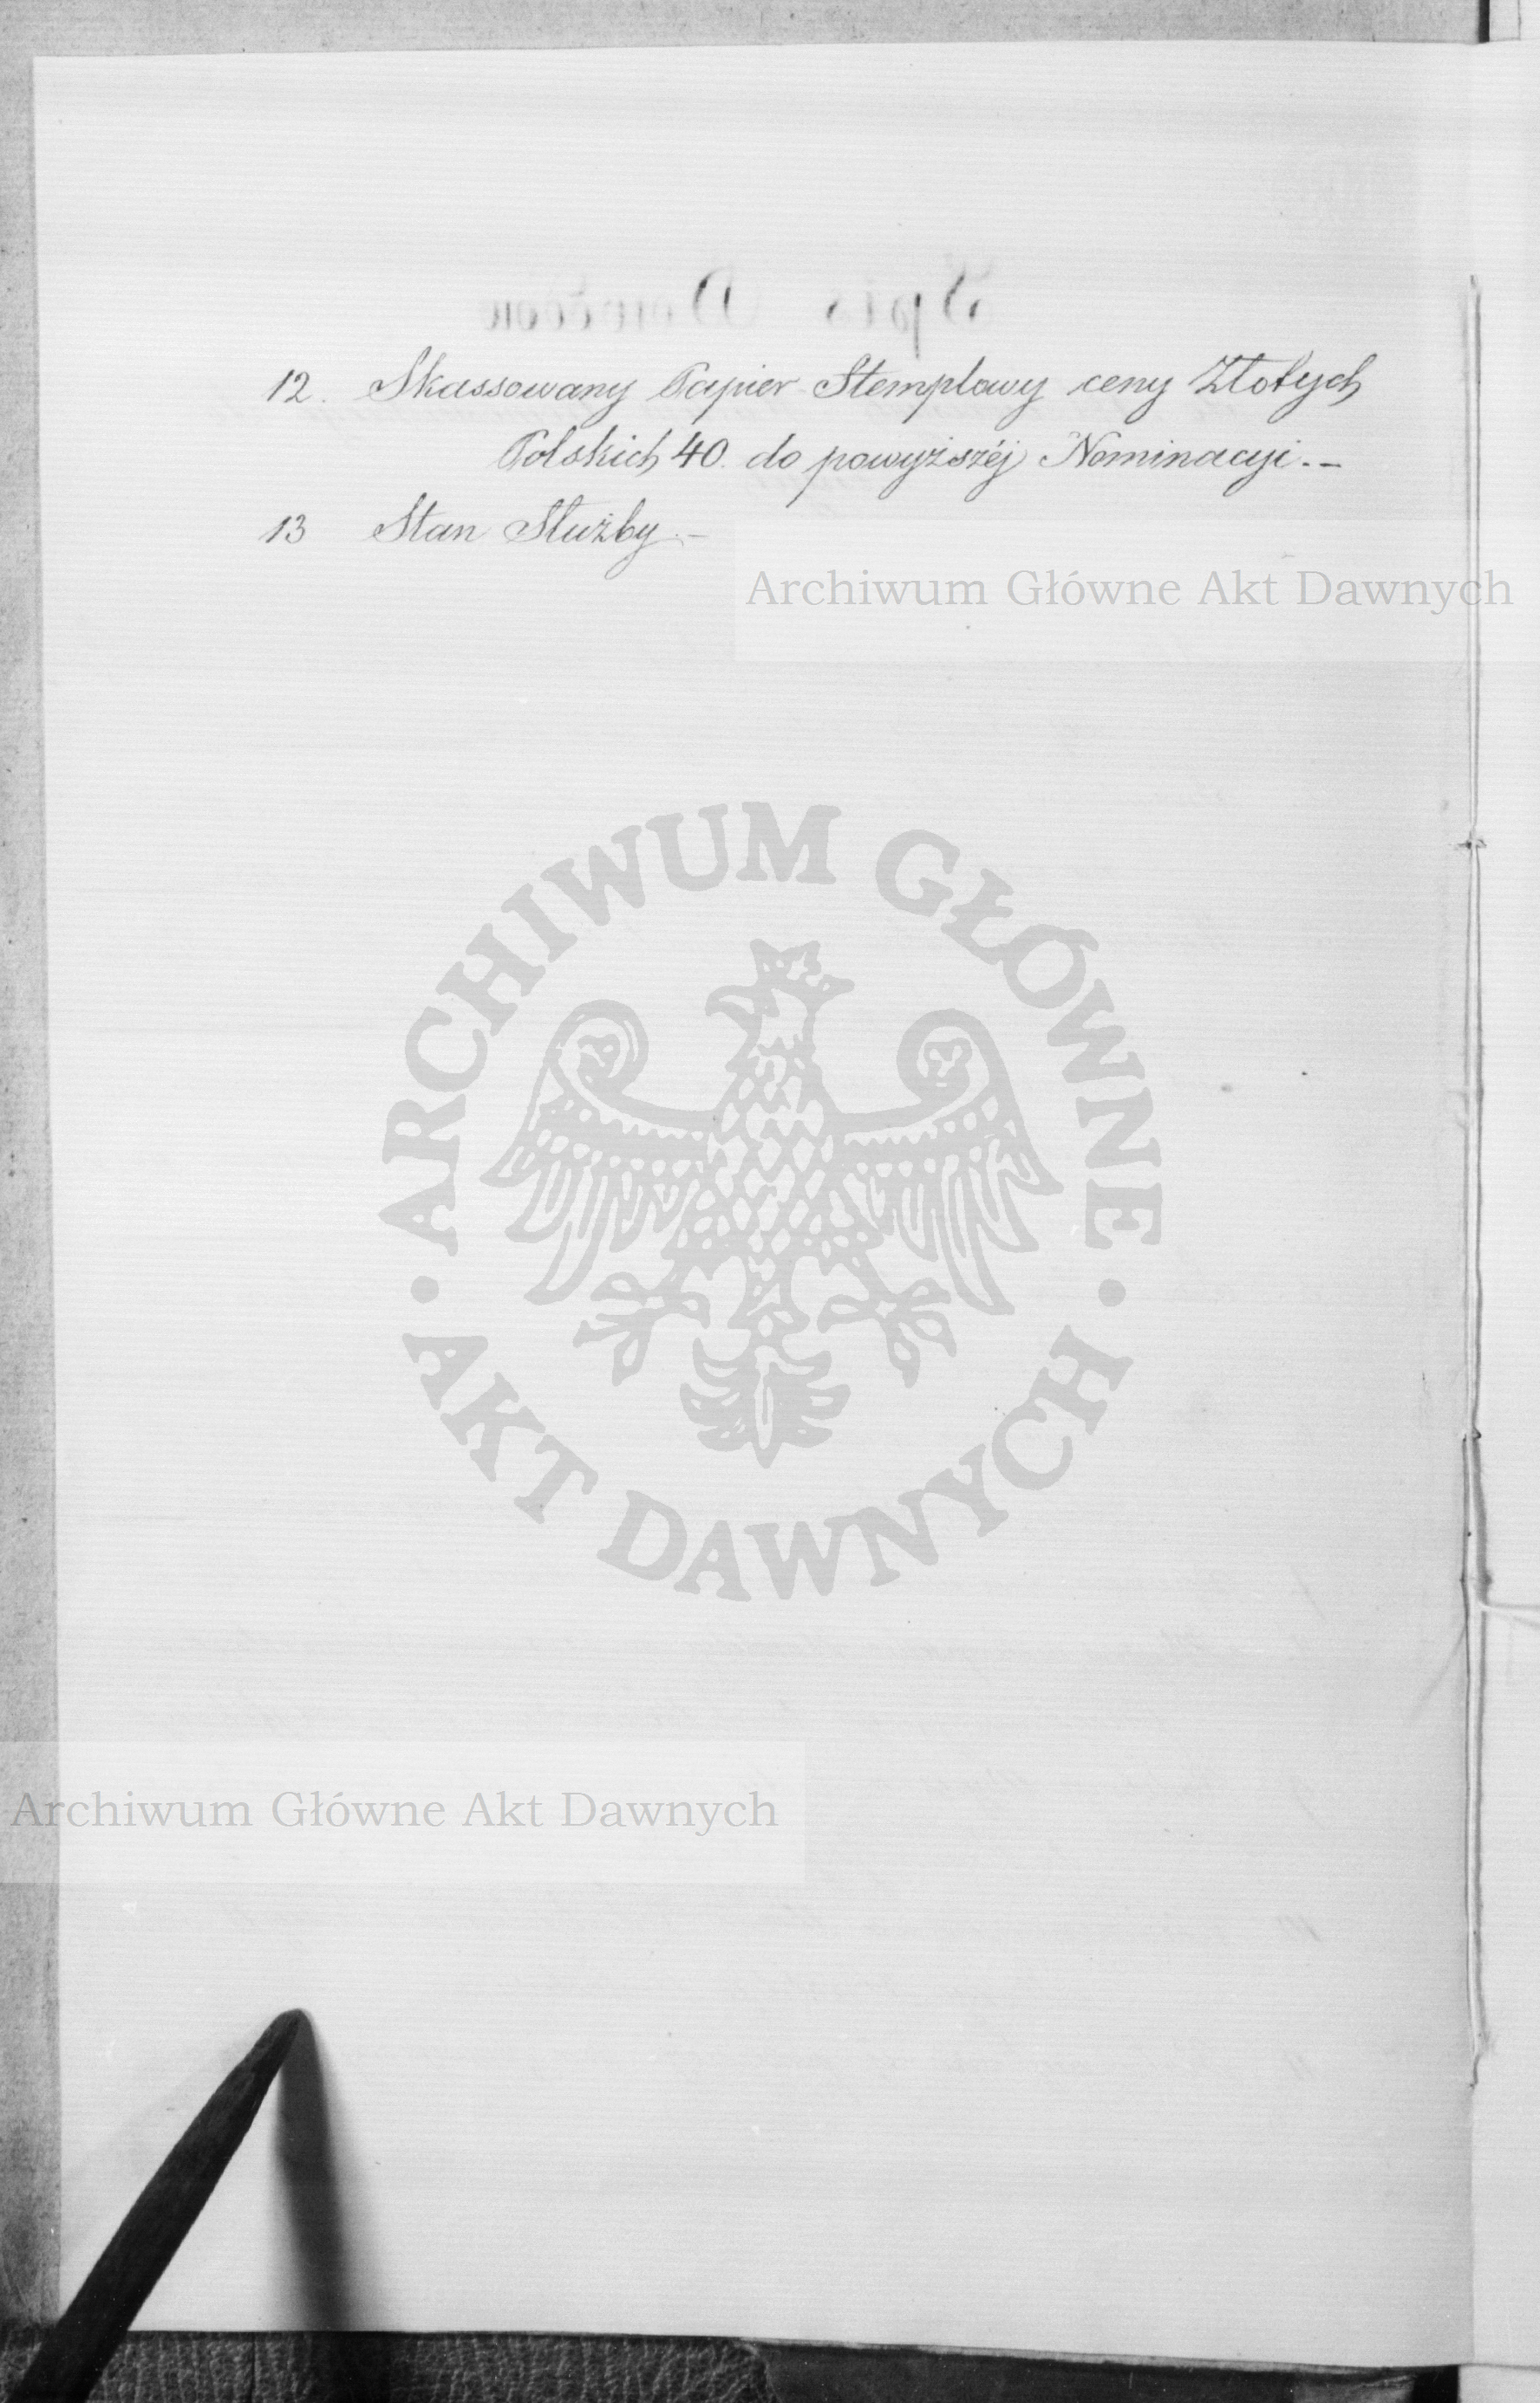 Spis Dowodów
12. Skassowany Papier Stemplowy ceny Złotych
Polskich 40. do powyższéj Nominacyi.--
13 Stan Służby.-
Archiwum Główne Akt Dawnych
ARCHIWUM GŁÓWNE
AKT DAWNYCH
Archiwum Główne Akt Dawnych